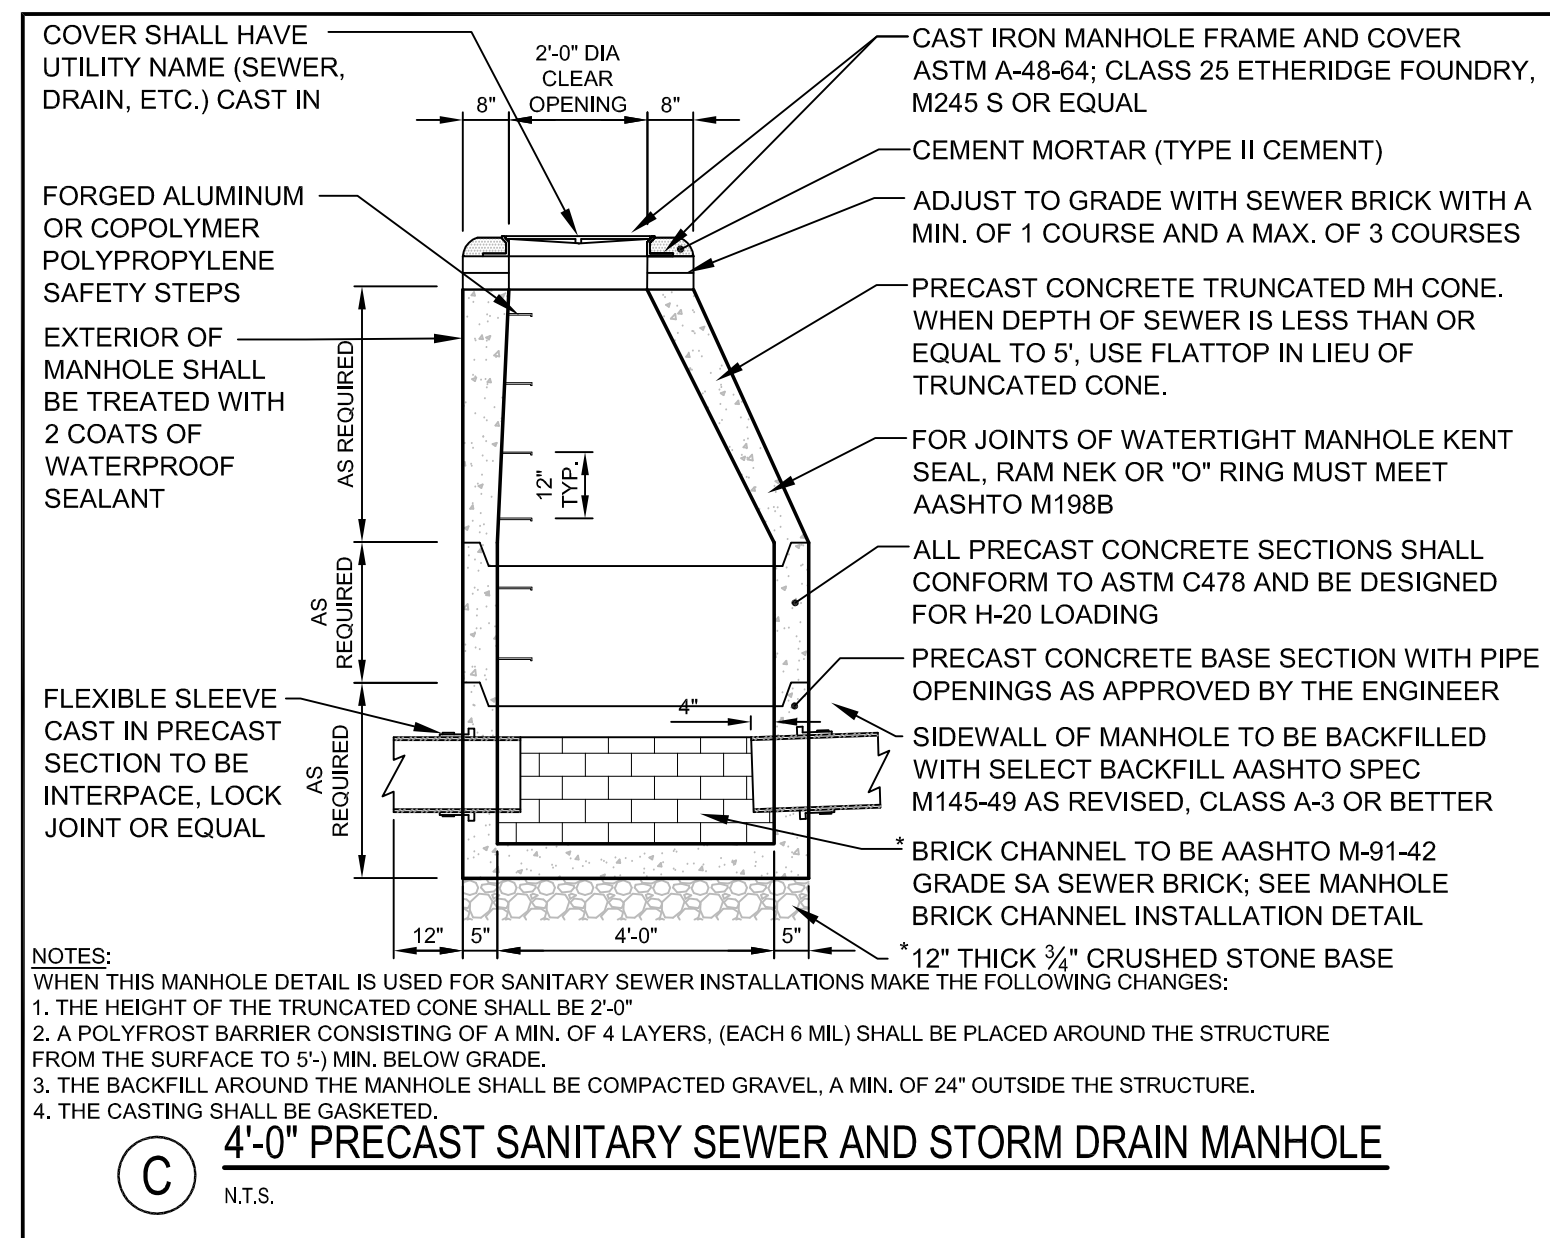 COVER SHALL HAVE
UTILITY NAME (SEWER,
DRAIN, ETC.) CAST IN
2'-0" DIA
CLEAR
OPENING
8"
8"
CAST IRON MANHOLE FRAME AND COVER
ASTM A-48-64; CLASS 25 ETHERIDGE FOUNDRY,
M245 S OR EQUAL
CEMENT MORTAR (TYPE II CEMENT)
FORGED ALUMINUM
OR COPOLYMER
POLYPROPYLENE
SAFETY STEPS
ADJUST TO GRADE WITH SEWER BRICK WITH A
MIN. OF 1 COURSE AND A MAX. OF 3 COURSES
PRECAST CONCRETE TRUNCATED MH CONE.
WHEN DEPTH OF SEWER IS LESS THAN OR
EQUAL TO 5', USE FLATTOP IN LIEU OF
TRUNCATED CONE.
EXTERIOR OF
MANHOLE SHALL
BE TREATED WITH
2 COATS OF
WATERPROOF
SEALANT
AS REQUIRED
12"
TYP.
FOR JOINTS OF WATERTIGHT MANHOLE KENT
SEAL, RAM NEK OR "O" RING MUST MEET
AASHTO M198B
ALL PRECAST CONCRETE SECTIONS SHALL
CONFORM TO ASTM C478 AND BE DESIGNED
FOR H-20 LOADING
AS
REQUIRED
PRECAST CONCRETE BASE SECTION WITH PIPE
OPENINGS AS APPROVED BY THE ENGINEER
FLEXIBLE SLEEVE
CAST IN PRECAST
SECTION TO BE
INTERPACE, LOCK
JOINT OR EQUAL
AS
REQUIRED
4"
SIDEWALL OF MANHOLE TO BE BACKFILLED
WITH SELECT BACKFILL AASHTO SPEC
M145-49 AS REVISED, CLASS A-3 OR BETTER
* BRICK CHANNEL TO BE AASHTO M-91-42
GRADE SA SEWER BRICK; SEE MANHOLE
BRICK CHANNEL INSTALLATION DETAIL
12"
5"
4'-0"
5"
*12" THICK ¾" CRUSHED STONE BASE
NOTES:
WHEN THIS MANHOLE DETAIL IS USED FOR SANITARY SEWER INSTALLATIONS MAKE THE FOLLOWING CHANGES:
1. THE HEIGHT OF THE TRUNCATED CONE SHALL BE 2'-0"
2. A POLYFROST BARRIER CONSISTING OF A MIN. OF 4 LAYERS, (EACH 6 MIL) SHALL BE PLACED AROUND THE STRUCTURE
FROM THE SURFACE TO 5'-) MIN. BELOW GRADE.
3. THE BACKFILL AROUND THE MANHOLE SHALL BE COMPACTED GRAVEL, A MIN. OF 24" OUTSIDE THE STRUCTURE.
4. THE CASTING SHALL BE GASKETED.
C
4'-0" PRECAST SANITARY SEWER AND STORM DRAIN MANHOLE
N.T.S.